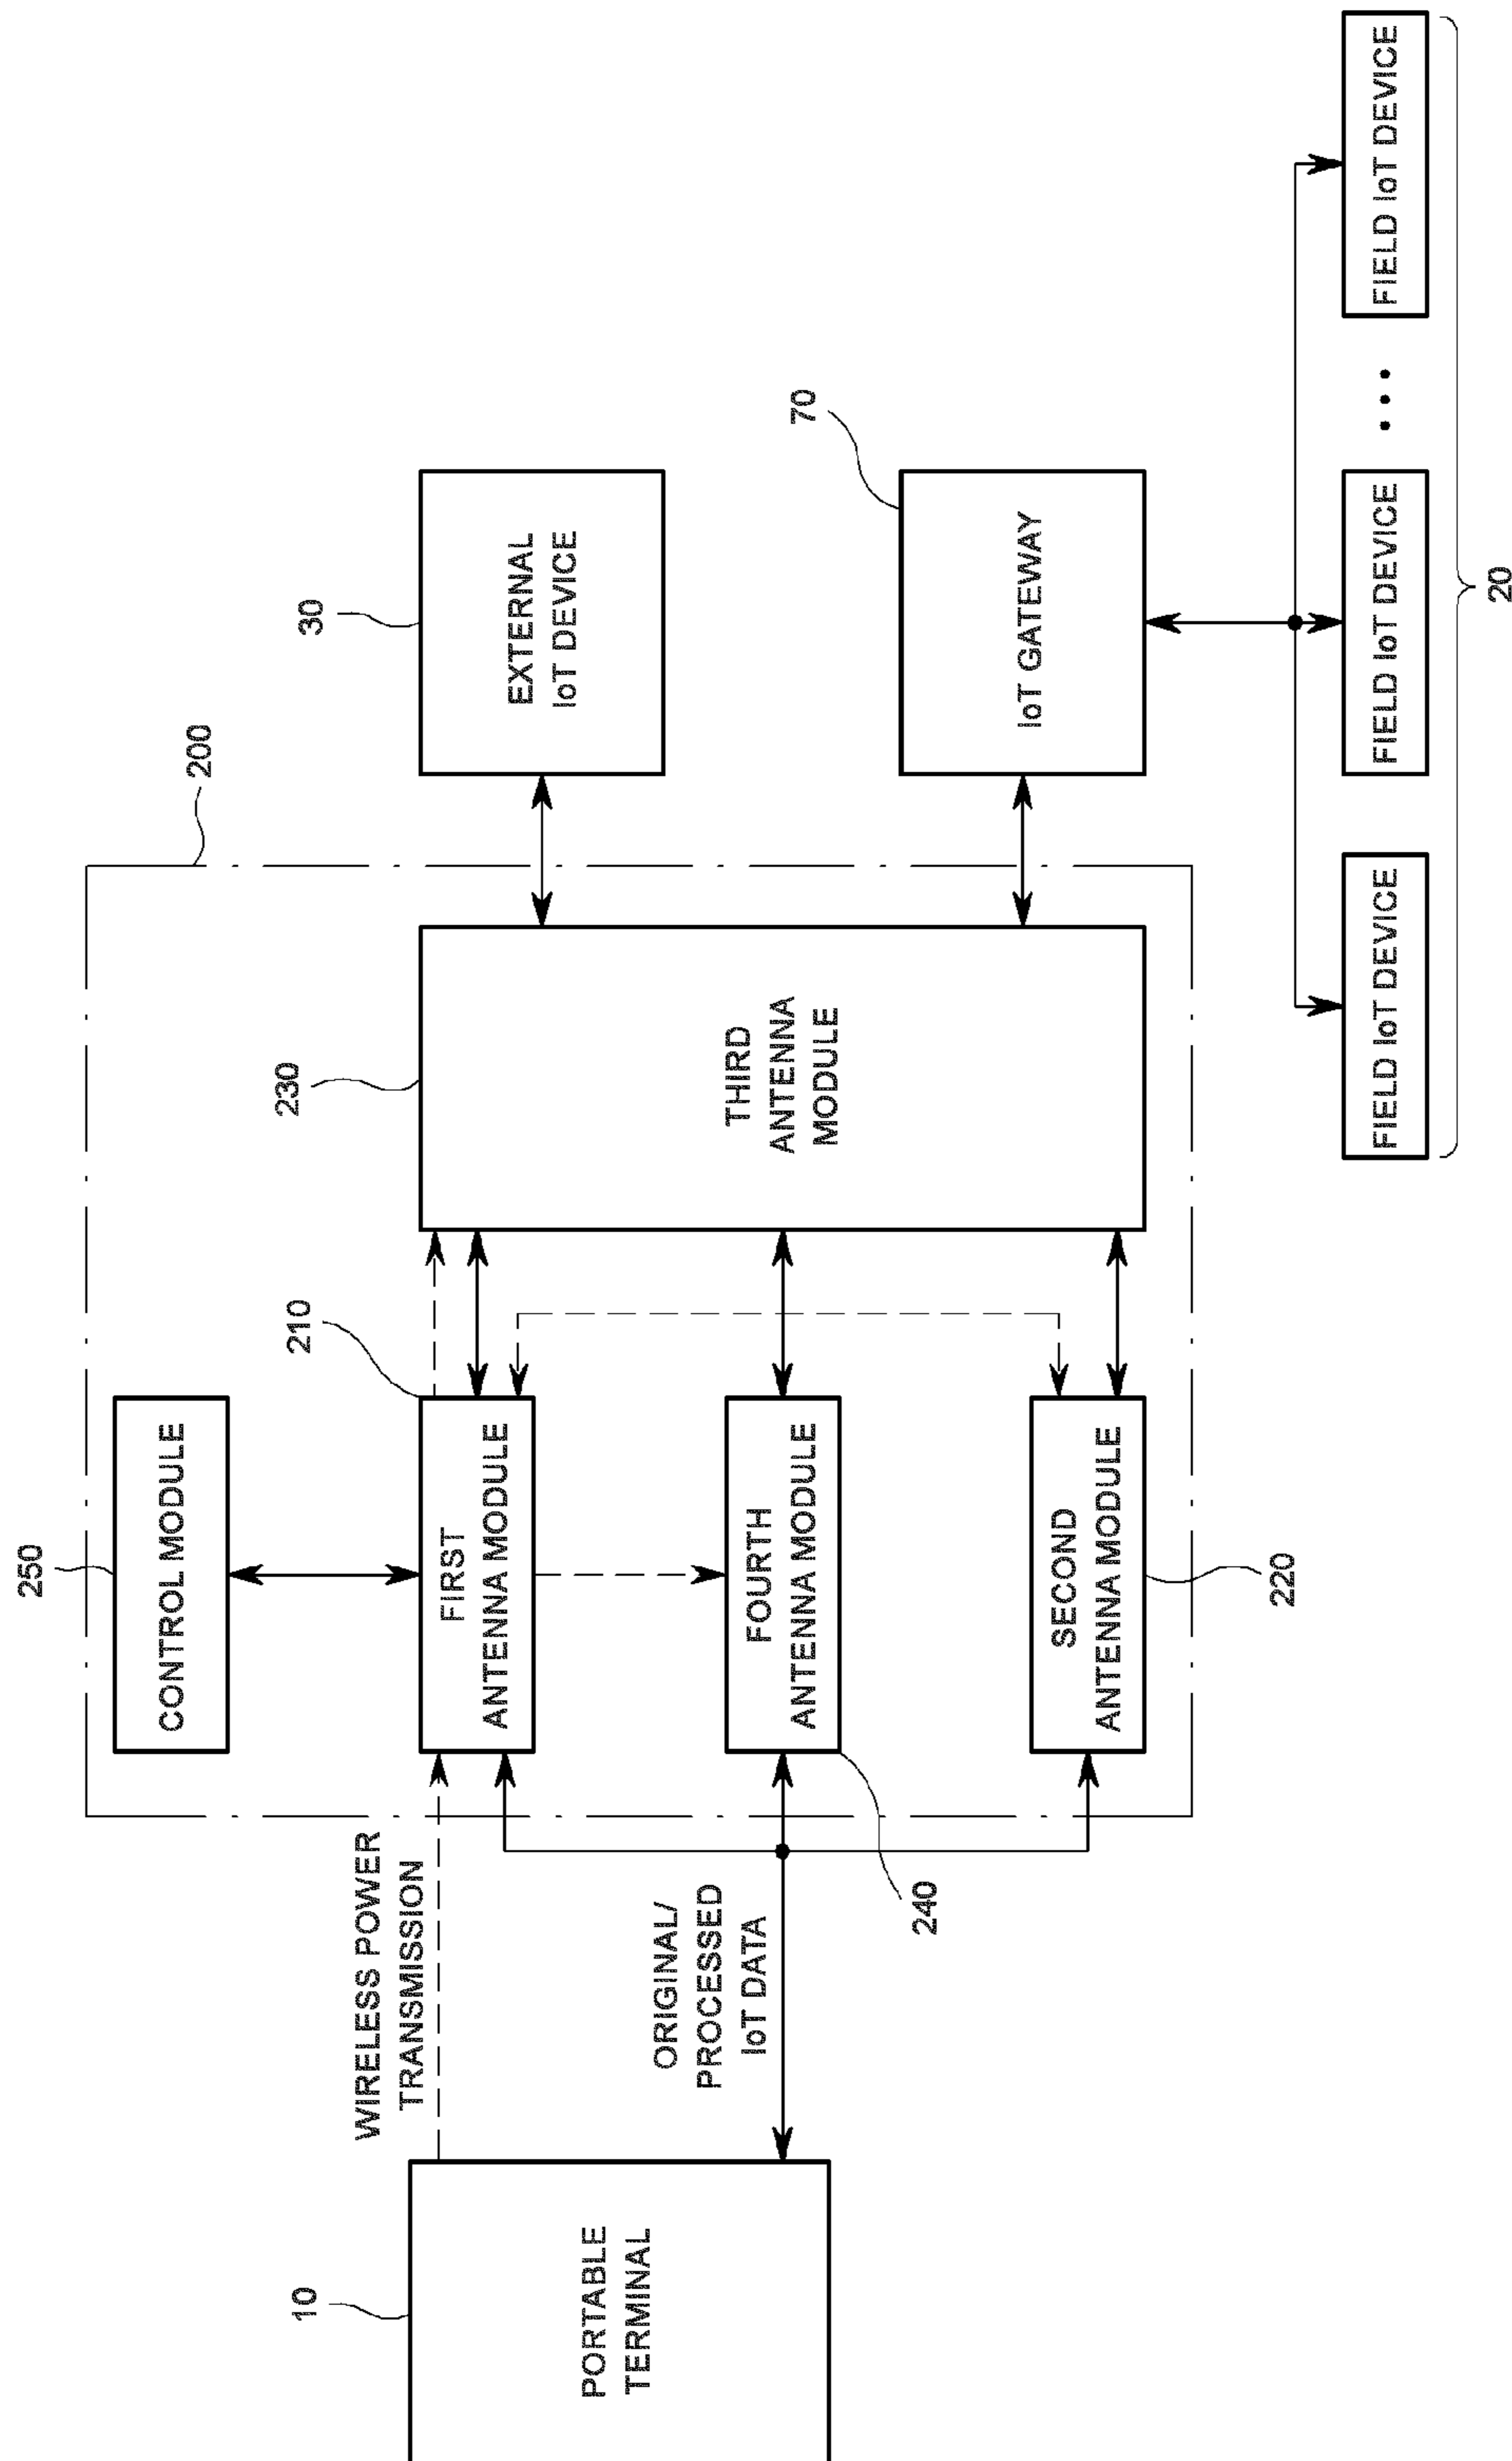 250
CONTROL MODULE
200
10
PORTABLE
TERMINAL
WIRELESS POWER
TRANSMISSION
210
FIRST
ANTENNA MODULE
230
THIRD
ANTENNA
MODULE
30
EXTERNAL
IoT DEVICE
ORIGINAL/
PROCESSED
IoT DATA
FOURTH
ANTENNA MODULE
240
SECOND
ANTENNA MODULE
220
70
IoT GATEWAY
FIELD IoT DEVICE
FIELD IoT DEVICE
• • •
FIELD IoT DEVICE
20